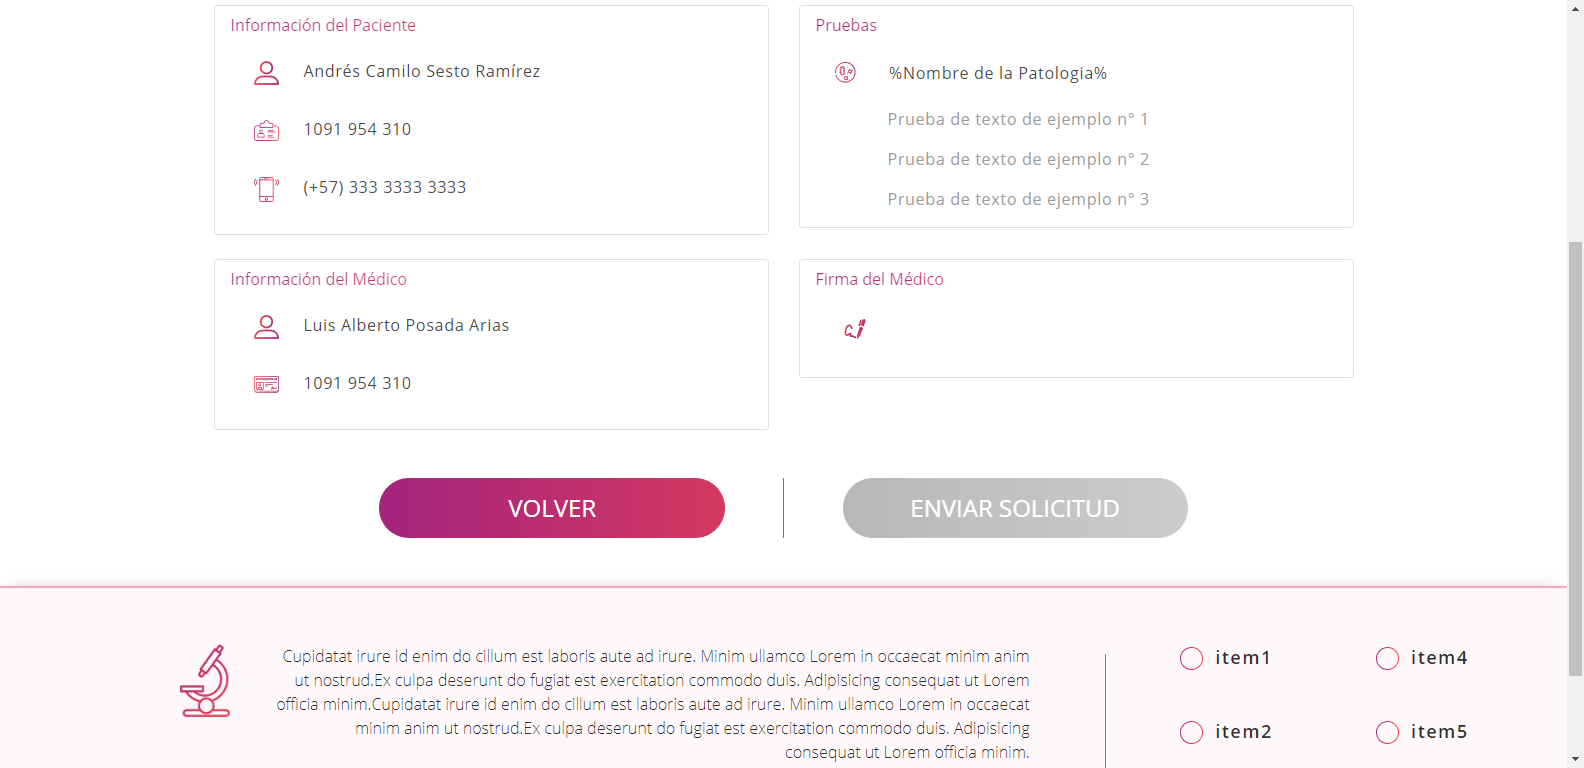 Información del Paciente
Andrés Camilo Sesto Ramírez
1091 954 310
(+57) 333 3333 3333
Pruebas
%Nombre de la Patologia%
Prueba de texto de ejemplo n° 1
Prueba de texto de ejemplo n° 2
Prueba de texto de ejemplo n° 3
Información del Médico
Luis Alberto Posada Arias
1091 954 310
Firma del Médico
VOLVER
ENVIAR SOLICITUD
Cupidatat irure id enim do cillum est laboris aute ad irure. Minim ullamco Lorem in occaecat minim anim
ut nostrud.Ex culpa deserunt do fugiat est exercitation commodo duis. Adipisicing consequat ut Lorem
officia minim.Cupidatat irure id enim do cillum est laboris aute ad irure. Minim ullamco Lorem in occaecat
minim anim ut nostrud.Ex culpa deserunt do fugiat est exercitation commodo duis. Adipisicing
consequat ut Lorem officia minim.
item1
item4
item2
item5